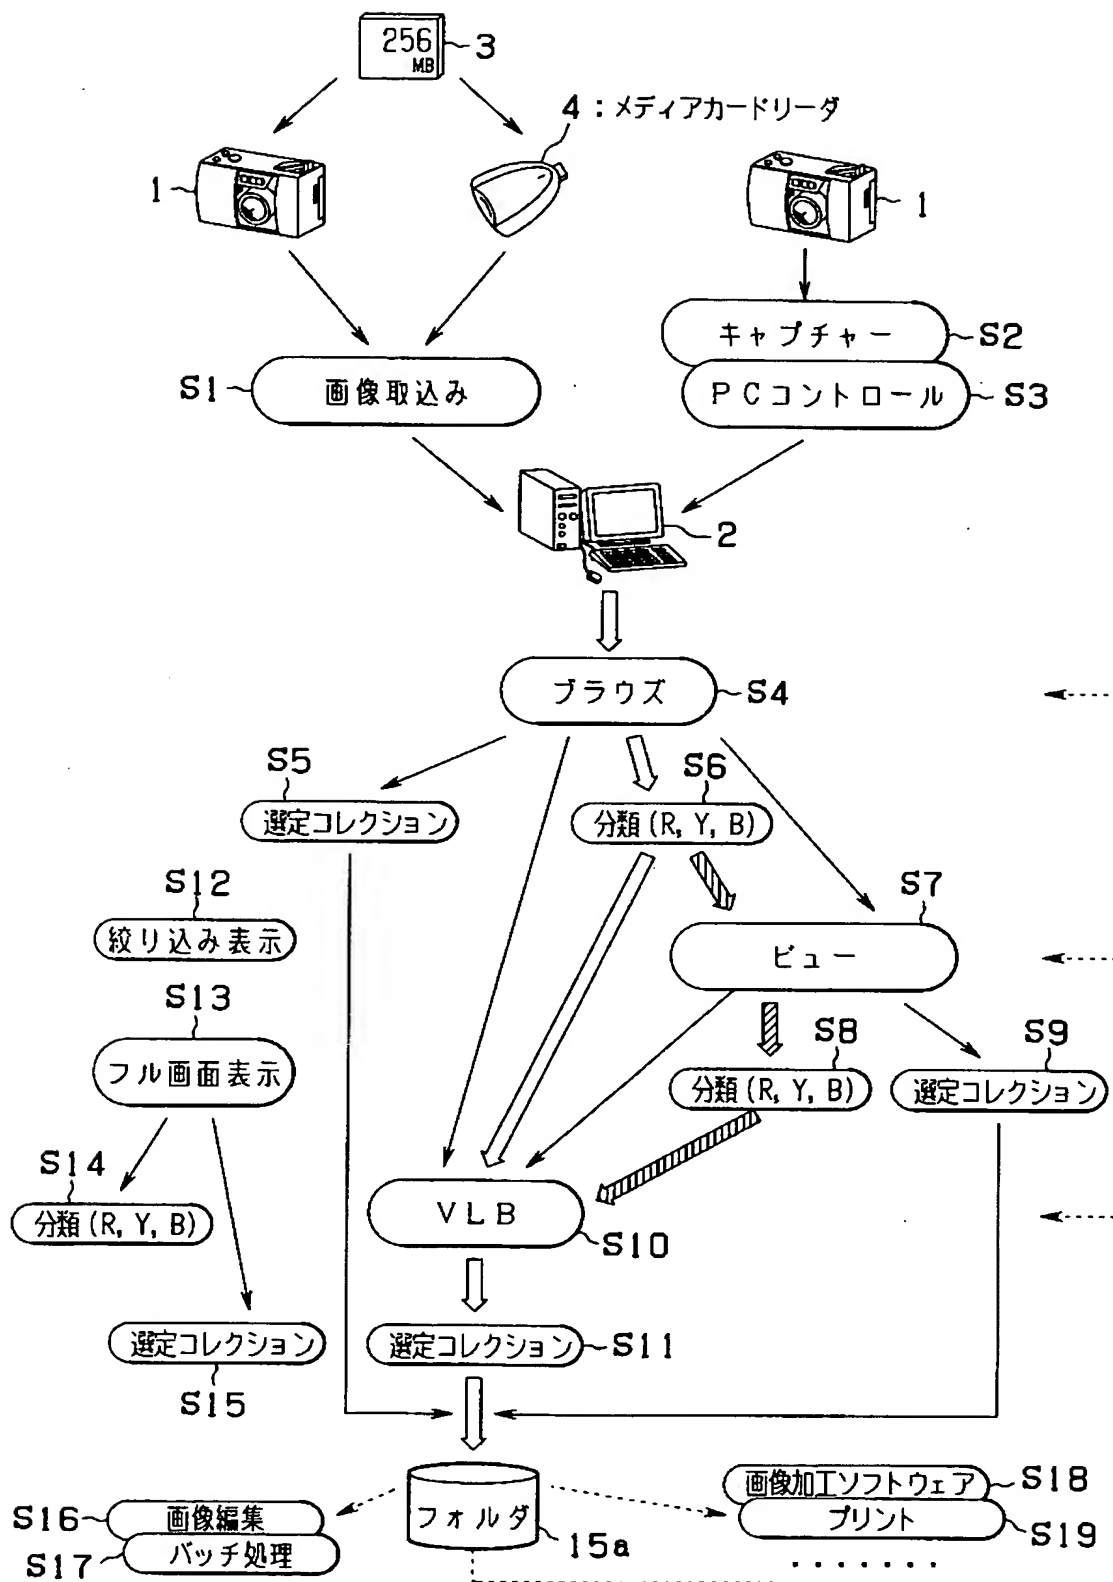 256
MB
3
4:メディアカードリーダ
1
1
キャプチャー
S2
S1
画像取込み
PCコントロール
S3
2
ブラウズ
S4
S5
S6
選定コレクション
分類(R, Y, B)
S12
S7
絞り込み表示
ビュー
S13
S8
S9
フル画面表示
分類(R, Y, B)
選定コレクション
S14
分類(R, Y, B)
VLB
S10
選定コレクション
S15
選定コレクション
S11
画像加工ソフトウェア
S18
S16
画像編集
フォルダ
プリント
S19
S17
バッチ処理
15a
.......